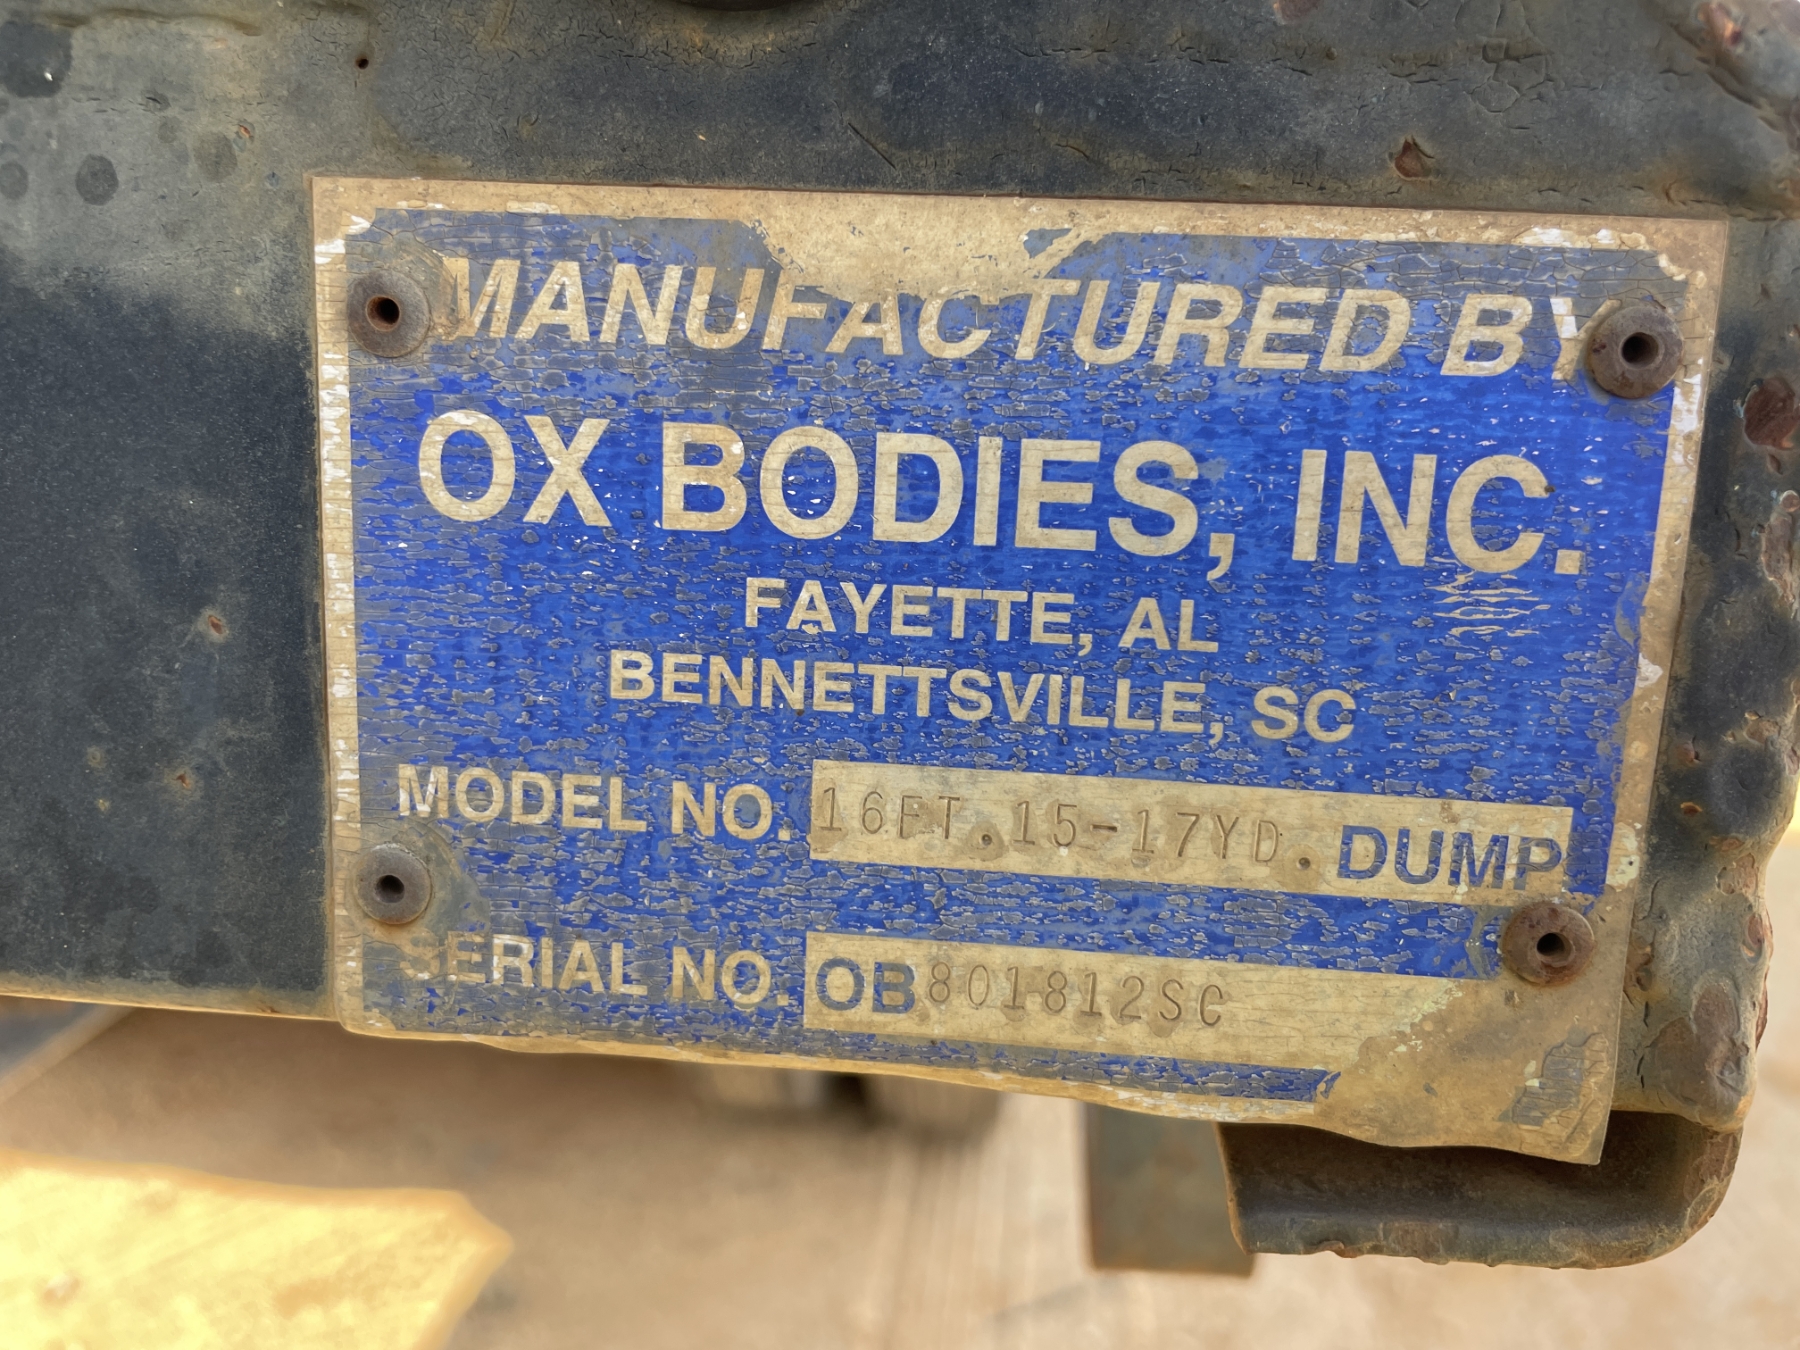 MANUFACTURED BY
OX BODIES, INC.
FAYETTE, AL
BENNETTSVILLE, SC
MODEL NO. 16FT.15-17YD. DUMP
SERIAL NO. OB801812SC